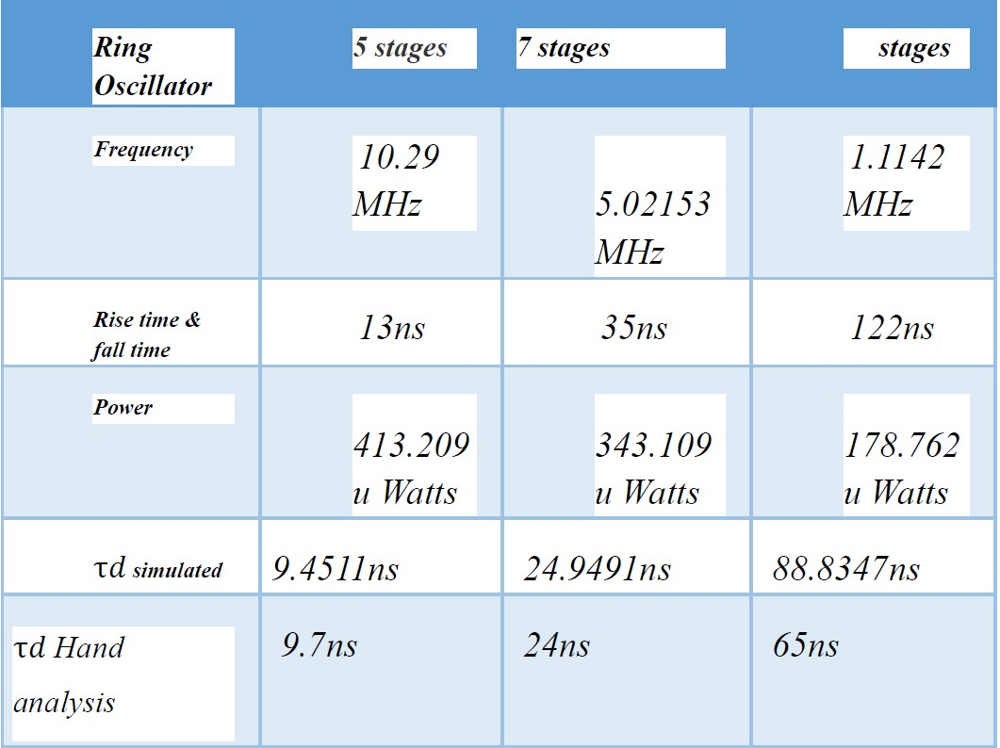 Ring
Oscillator
5 stages
7 stages
stages
Frequency
10.29
MHz
5.02153
MHz
1.1142
MHz
Rise time &
fall time
13ns
35ns
122ns
Power
413.209
u Watts
343.109
u Watts
178.762
u Watts
τd simulated
9.4511ns
24.9491ns
88.8347ns
τd Hand
analysis
9.7ns
24ns
65ns